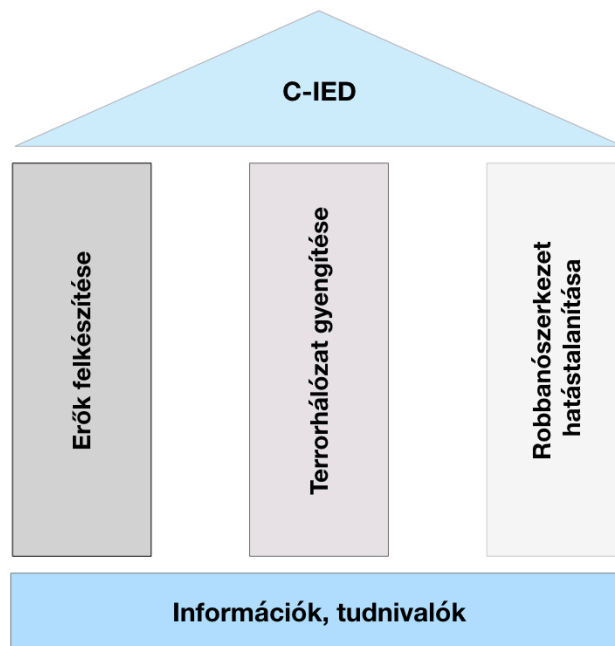 C-IED
Erők felkészítése
Terrorhálózat gyengítése
Robbanószerkezet
hatástalanítása
Információk, tudnivalók